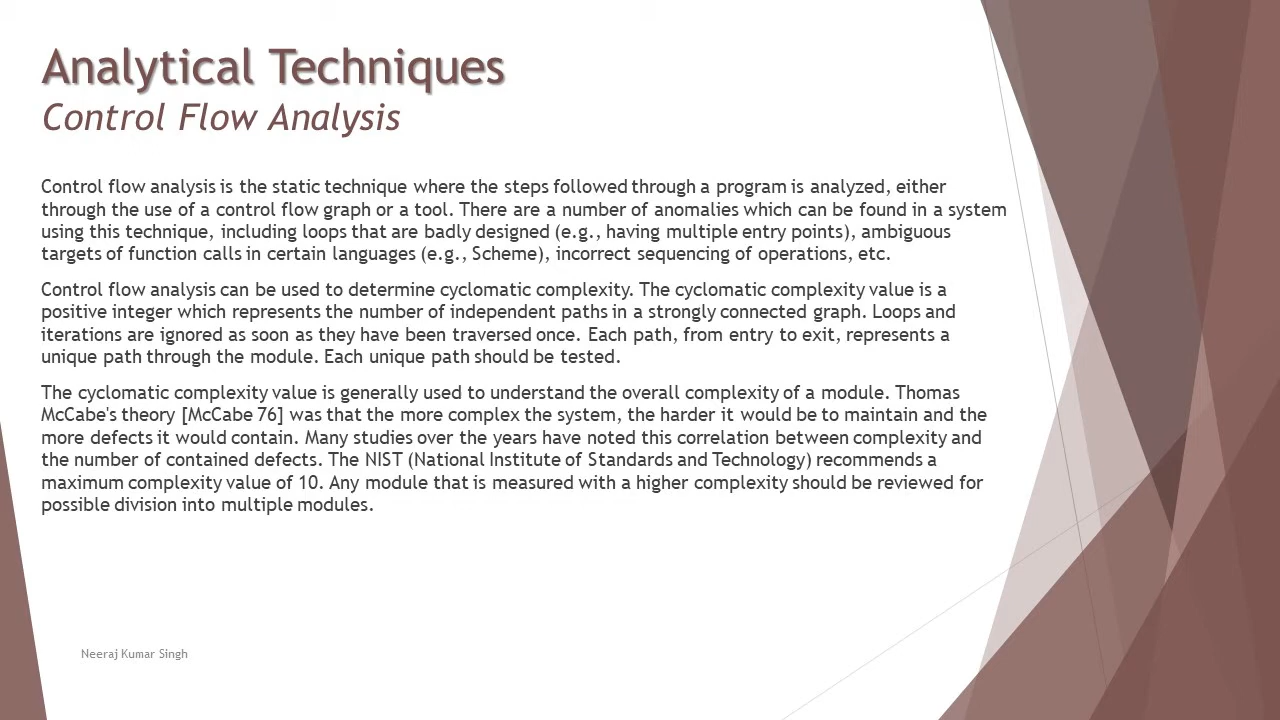 Analytical Techniques
Control Flow Analysis
Control flow analysis is the static technique where the steps followed through a program is analyzed, either
through the use of a control flow graph or a tool. There are a number of anomalies which can be found in a system
using this technique, including loops that are badly designed (e.g., having multiple entry points), ambiguous
targets of function calls in certain languages (e.g., Scheme), incorrect sequencing of operations, etc.
Control flow analysis can be used to determine cyclomatic complexity. The cyclomatic complexity value is a
positive integer which represents the number of independent paths in a strongly connected graph. Loops and
iterations are ignored as soon as they have been traversed once. Each path, from entry to exit, represents a
unique path through the module. Each unique path should be tested.
The cyclomatic complexity value is generally used to understand the overall complexity of a module. Thomas
McCabe's theory [McCabe 76] was that the more complex the system, the harder it would be to maintain and the
more defects it would contain. Many studies over the years have noted this correlation between complexity and
the number of contained defects. The NIST (National Institute of Standards and Technology) recommends a
maximum complexity value of 10. Any module that is measured with a higher complexity should be reviewed for
possible division into multiple modules.
Neeraj Kumar Singh